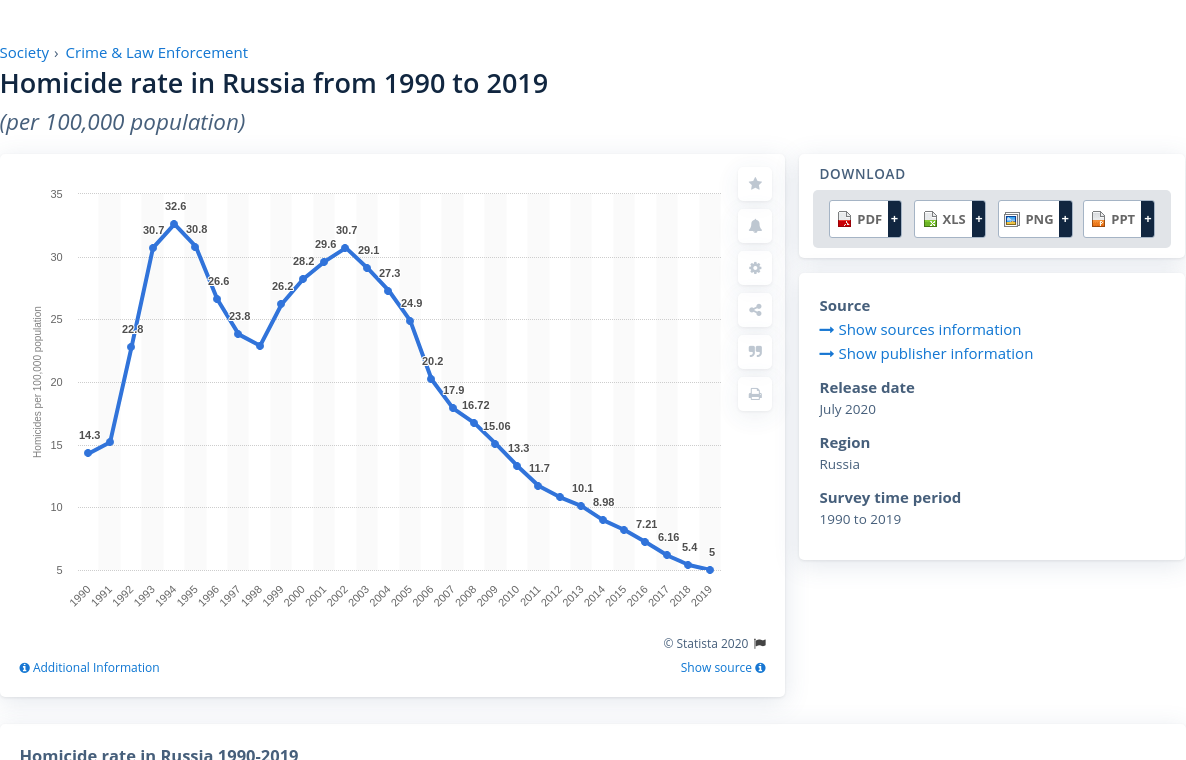 Society › Crime & Law Enforcement
Homicide rate in Russia from 1990 to 2019
(per 100,000 population)
35
30
25
20
15
10
5
Homicides per 100,000 population
14.3
22.8
30.7
32.6
30.8
26.6
23.8
26.2
28.2
29.6
30.7
29.1
27.3
24.9
20.2
17.9
16.72
15.06
13.3
11.7
10.1
8.98
7.21
6.16
5.4
5
1990 1991 1992 1993 1994 1995 1996 1997 1998 1999 2000 2001 2002 2003 2004 2005 2006 2007 2008 2009 2010 2011 2012 2013 2014 2015 2016 2017 2018 2019
© Statista 2020
Additional Information
Show source
DOWNLOAD
PDF + XLS + PNG + PPT +
Source
Show sources information
Show publisher information
Release date
July 2020
Region
Russia
Survey time period
1990 to 2019
Homicide rate in Russia 1990-2019